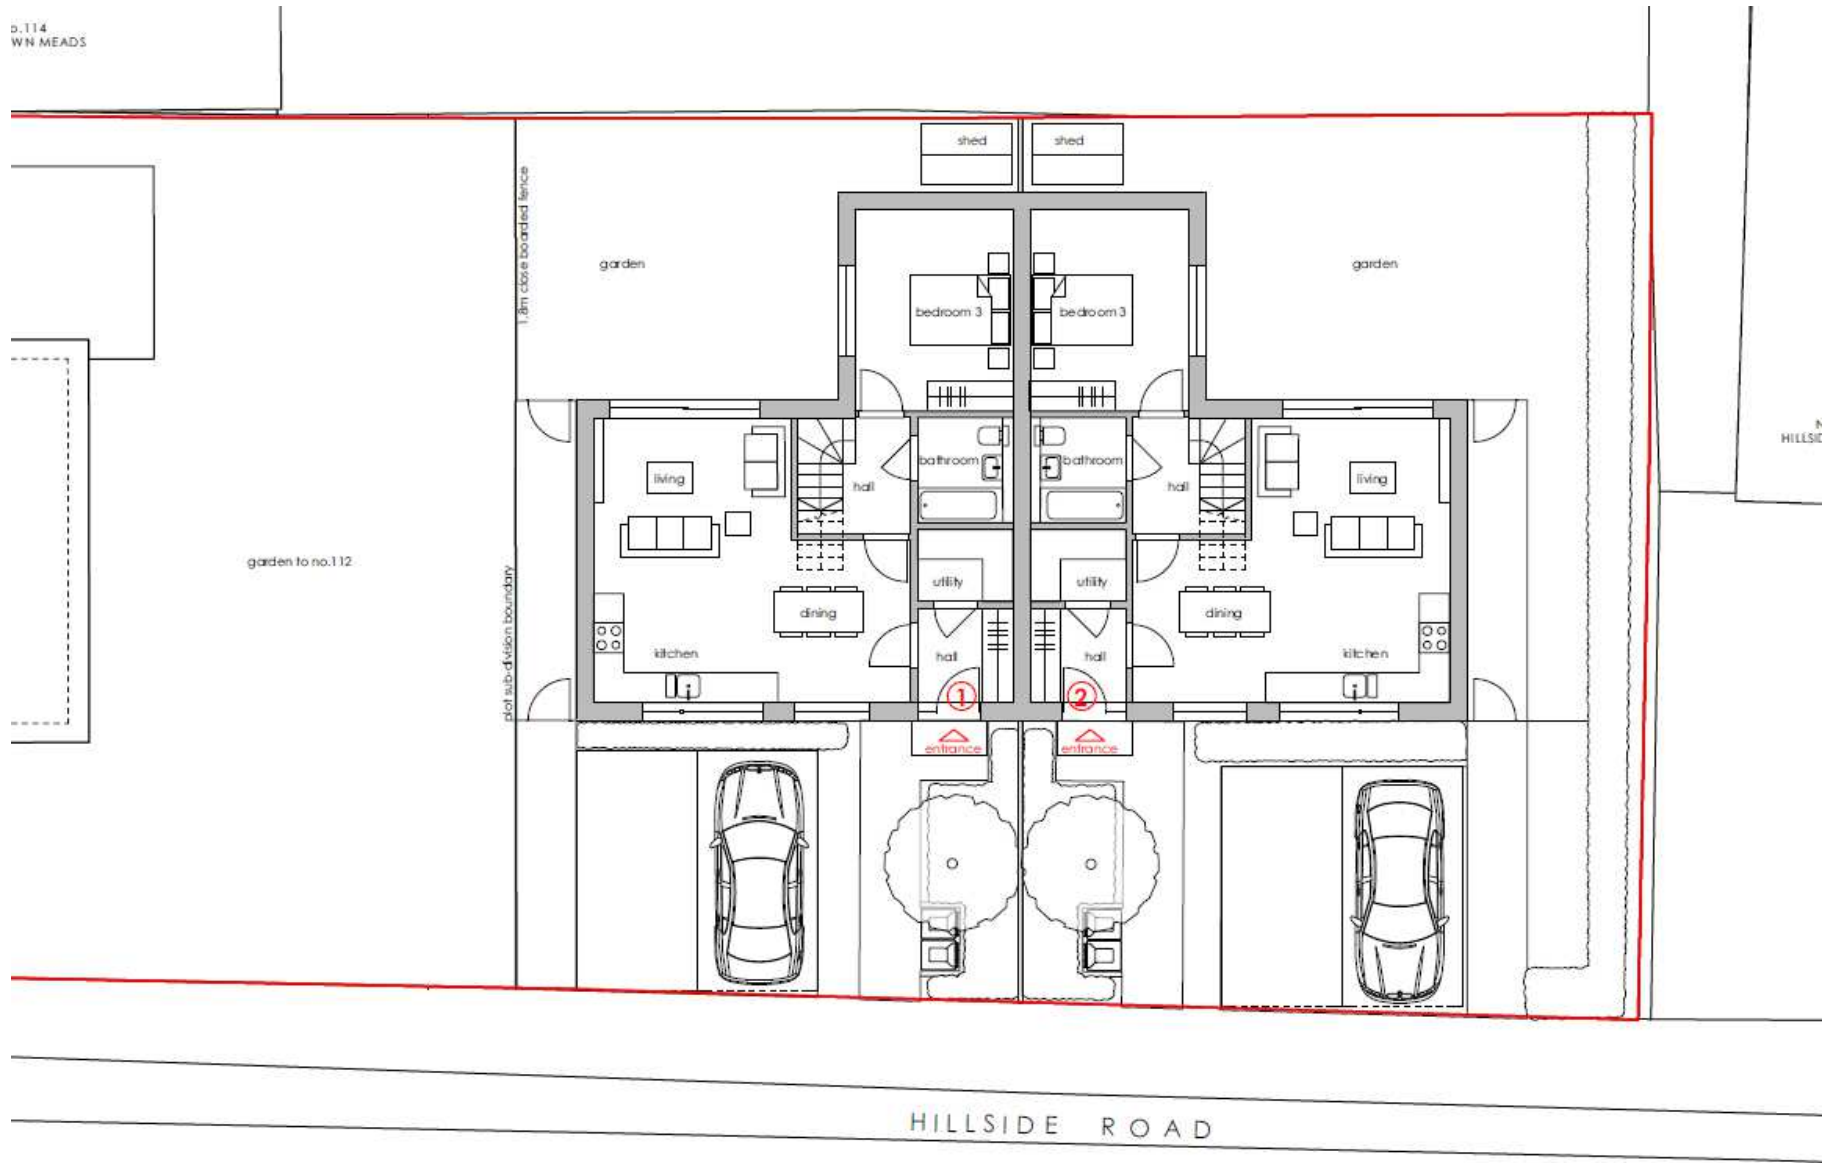 WN MEADS
shed
shed
1.8m close boarded fence
garden
garden
bedroom 3
bedroom 3
HILLSID
living
hall
bathroom
bathroom
hall
living
garden to no.112
utility
utility
plot sub-division boundary
dining
dining
kitchen
hall
hall
kitchen
1
2
entrance
entrance
HILLSIDE ROAD